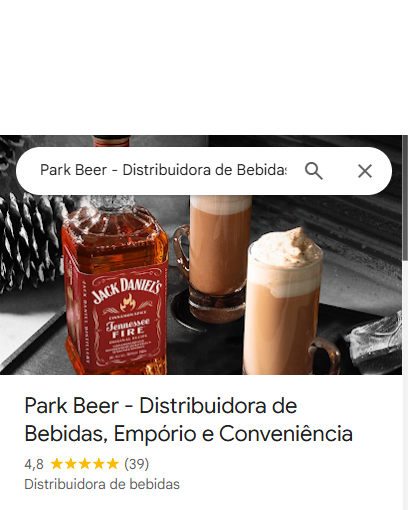 Park Beer - Distribuidora de Bebidas
JACK DANIEL'S
Tennessee
FIRE
Park Beer - Distribuidora de
Bebidas, Empório e Conveniência
4,8 ★★★★★ (39)
Distribuidora de bebidas